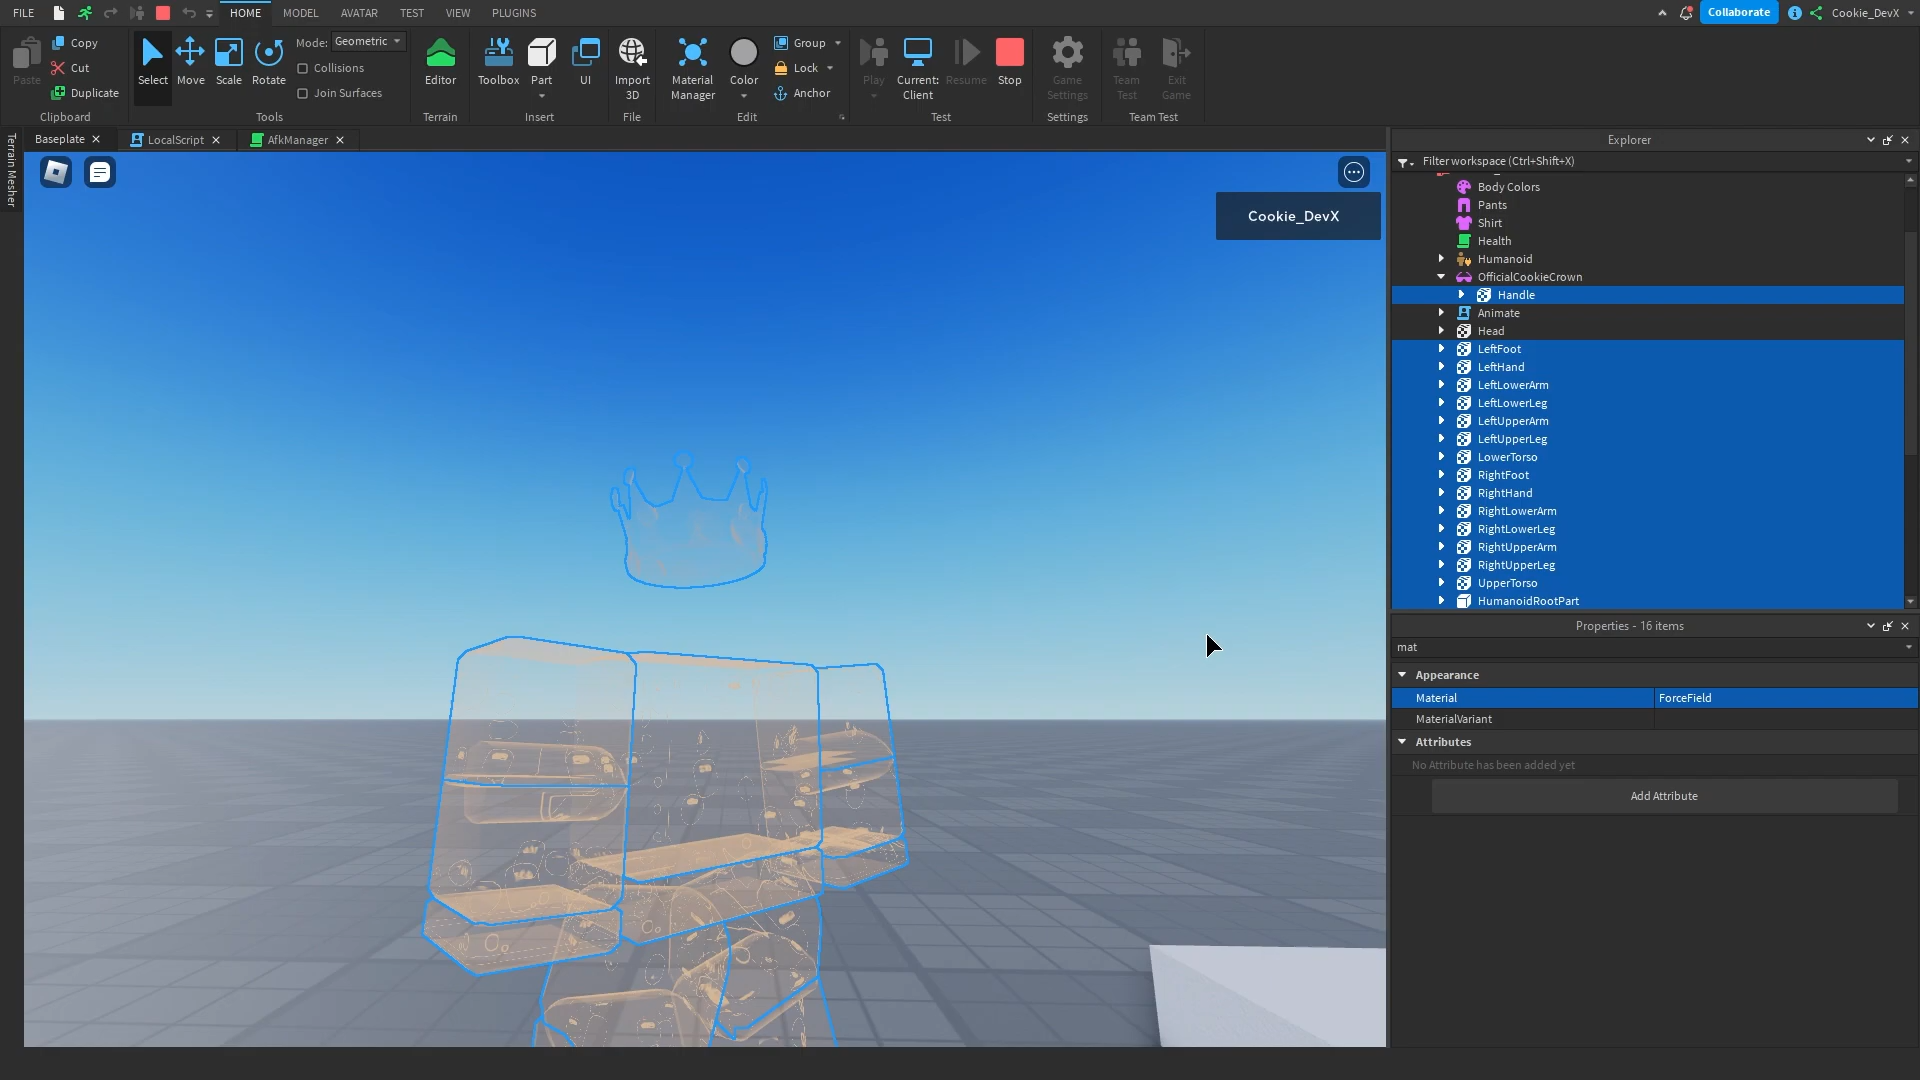 FILE
HOME
MODEL
AVATAR
TEST
VIEW
PLUGINS
Collaborate
Cookie_DevX
Paste
Copy
Cut
Duplicate
Clipboard
Select
Move
Scale
Rotate
Mode: Geometric
Collisions
Join Surfaces
Tools
Editor
Terrain
Toolbox
Part
UI
Insert
Import
3D
File
Material
Manager
Color
Group
Lock
Anchor
Edit
Play
Current:
Client
Resume
Stop
Test
Game
Settings
Settings
Team
Test
Exit
Game
Team Test
Terrain Mesher
Baseplate
LocalScript
AfkManager
Cookie_DevX
Explorer
Filter workspace (Ctrl+Shift+X)
Body Colors
Pants
Shirt
Health
Humanoid
OfficialCookieCrown
Handle
Animate
Head
LeftFoot
LeftHand
LeftLowerArm
LeftLowerLeg
LeftUpperArm
LeftUpperLeg
LowerTorso
RightFoot
RightHand
RightLowerArm
RightLowerLeg
RightUpperArm
RightUpperLeg
UpperTorso
HumanoidRootPart
Properties - 16 items
mat
Appearance
Material ForceField
MaterialVariant
Attributes
No Attribute has been added yet
Add Attribute